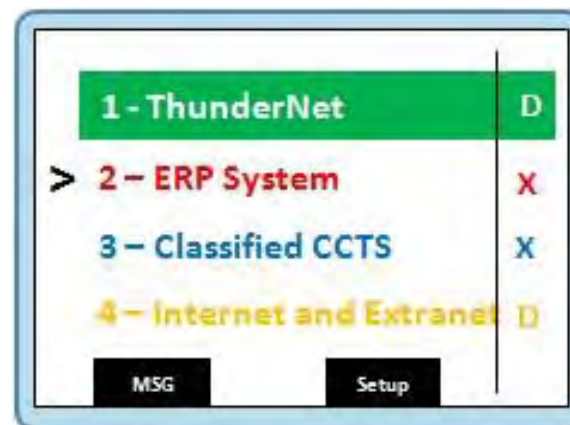 1 - ThunderNet D
> 2 – ERP System X
3 – Classified CCTS X
4 – Internet and Extranet D
MSG Setup